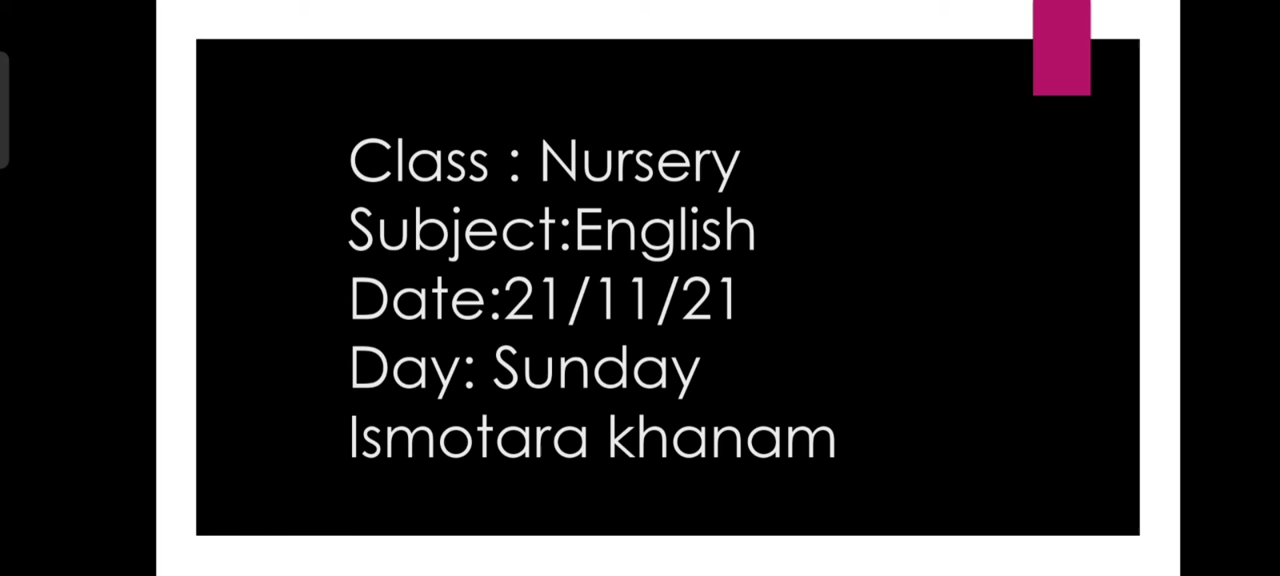 Class : Nursery
Subject:English
Date:21/11/21
Day: Sunday
Ismotara khanam